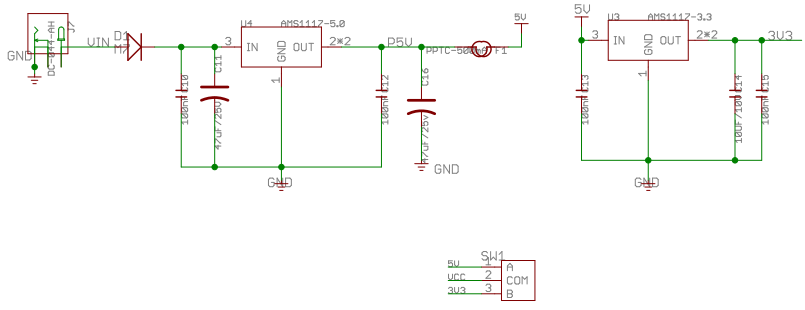 J7
GND
DC-044-AH
VIN
D1
M7
C10
100nF
C11
47uF/25V
U4
AMS1117-5.0
3
IN
GND
OUT
2*2
1
GND
C12
100nF
P5V
C16
47uF/25v
GND
PPTC-500mA
F1
5V
5V
U3
AMS1117-3.3
3
IN
GND
OUT
2*2
3V3
1
C13
100nF
GND
C14
10UF/10V
C15
100nF
SW1
5V
1
A
VCC
2
COM
3V3
3
B